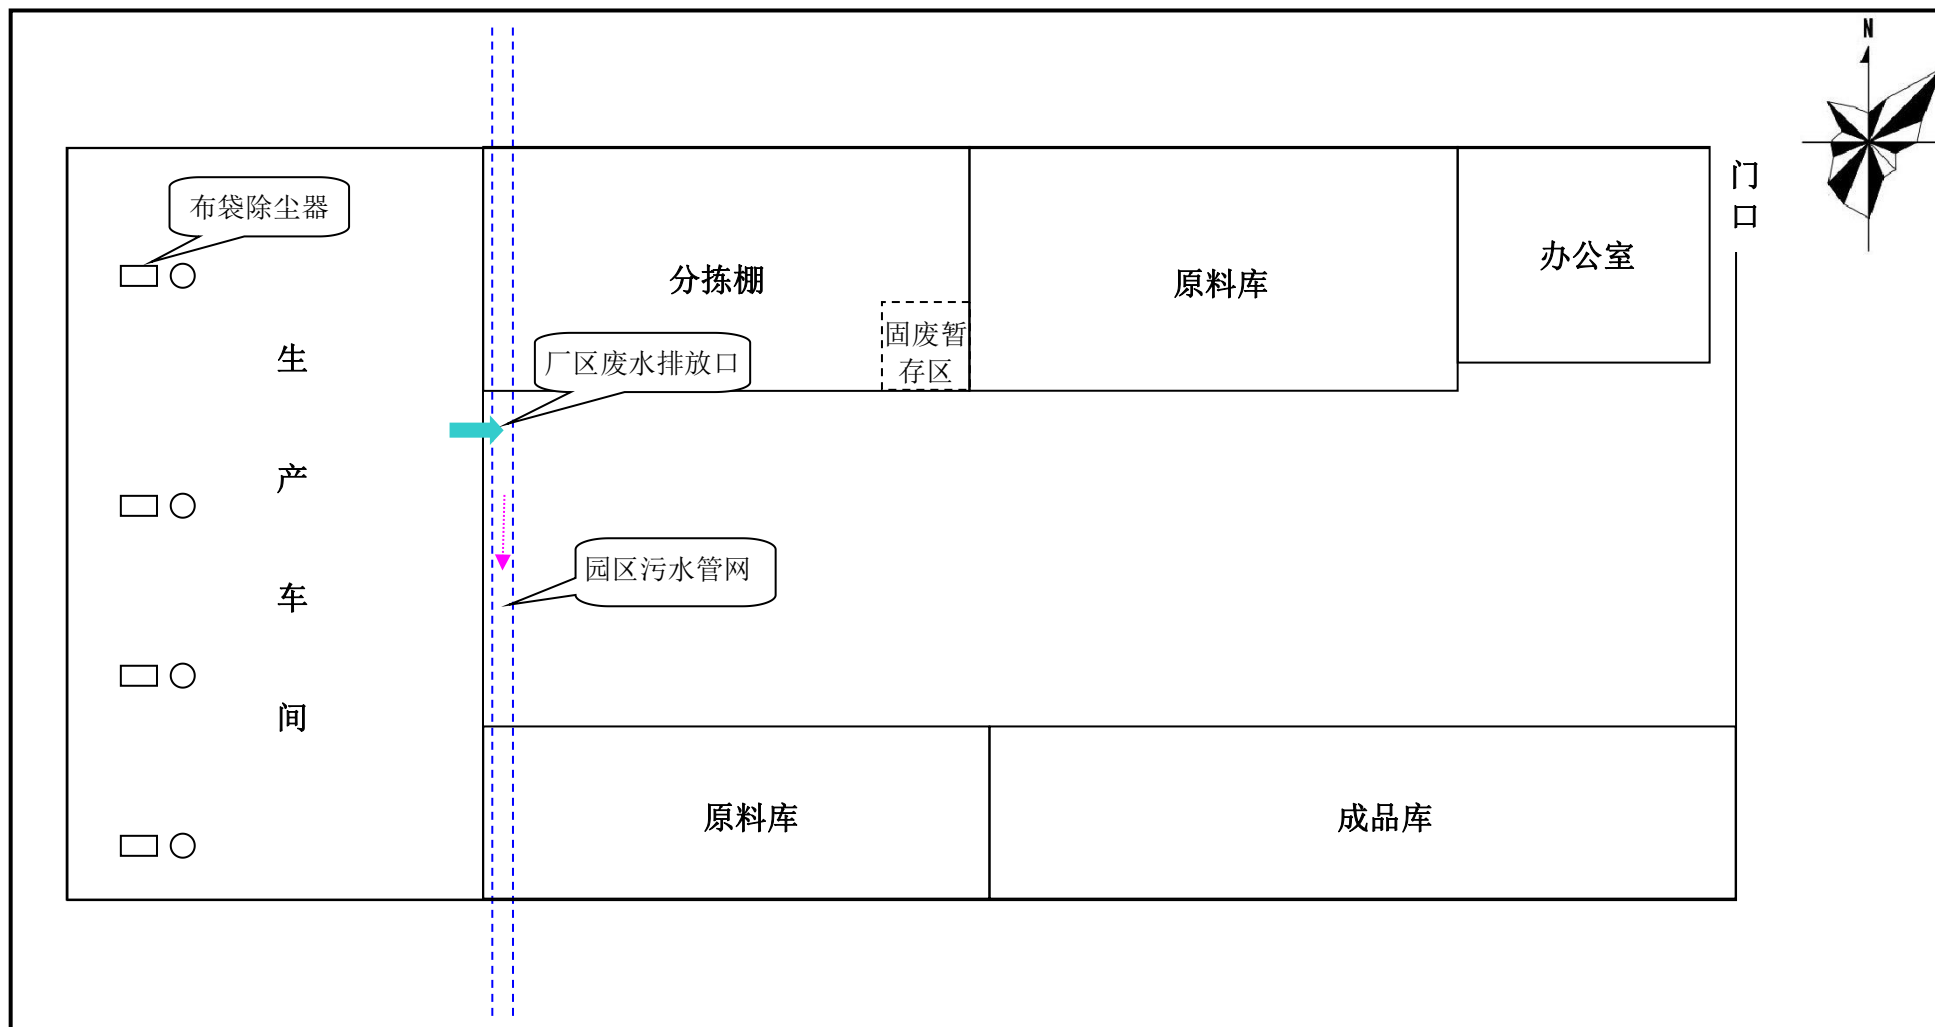 N
门
口
布袋除尘器
办公室
分拣棚
原料库
固废暂
存区
厂区废水排放口
生
产
车
间
园区污水管网
原料库
成品库